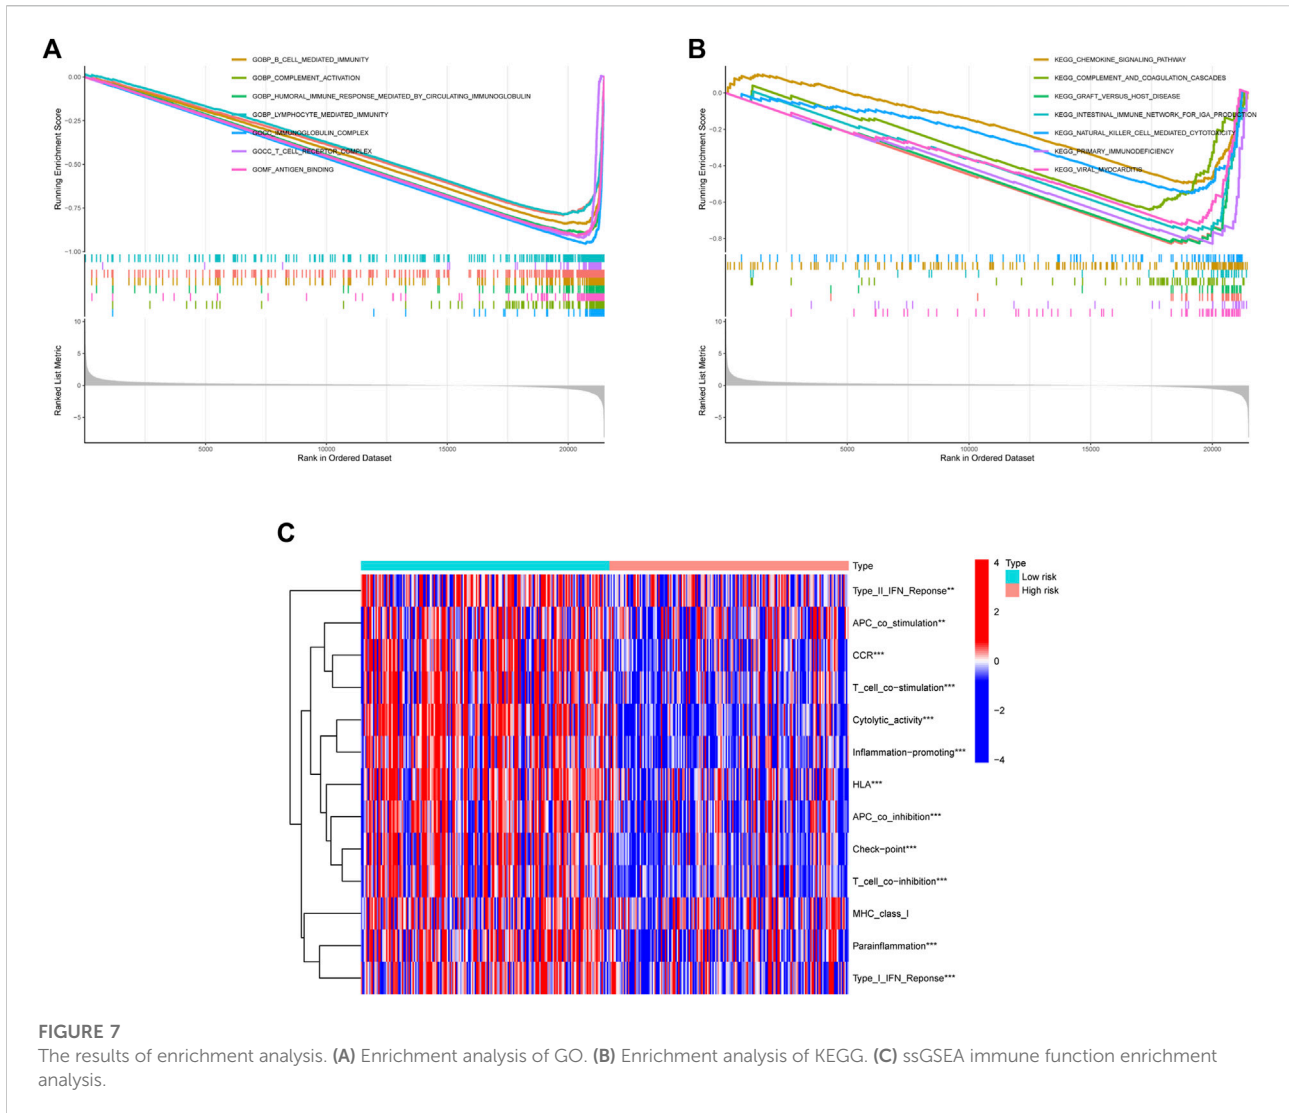 A
GOBP_B_CELL_MEDIATED_IMMUNITY
GOBP_COMPLEMENT_ACTIVATION
GOBP_HUMORAL_IMMUNE_RESPONSE_MEDIATED_BY_CIRCULATING_IMMUNOGLOBULIN
GOBP_LYMPHOCYTE_MEDIATED_IMMUNITY
GOCC_IMMUNOGLOBULIN_COMPLEX
GOCC_T_CELL_RECEPTOR_COMPLEX
GOMF_ANTIGEN_BINDING
Running Enrichment Score
0.00
−0.25
−0.50
−0.75
−1.00
Ranked List Metric
10
5
0
−5
5000
10000
15000
20000
Rank in Ordered Dataset
B
KEGG_CHEMOKINE_SIGNALING_PATHWAY
KEGG_COMPLEMENT_AND_COAGULATION_CASCADES
KEGG_GRAFT_VERSUS_HOST_DISEASE
KEGG_INTESTINAL_IMMUNE_NETWORK_FOR_IGA_PRODUCTION
KEGG_NATURAL_KILLER_CELL_MEDIATED_CYTOTOXICITY
KEGG_PRIMARY_IMMUNODEFICIENCY
KEGG_VIRAL_MYOCARDITIS
Running Enrichment Score
0.0
−0.2
−0.4
−0.6
−0.8
Ranked List Metric
10
5
0
−5
5000
10000
15000
20000
Rank in Ordered Dataset
C
Type
Type_II_IFN_Reponse**
APC_co_stimulation**
CCR***
T_cell_co−stimulation***
Cytolytic_activity***
Inflammation−promoting***
HLA***
APC_co_inhibition***
Check−point***
T_cell_co−inhibition***
MHC_class_I
Parainflammation***
Type_I_IFN_Reponse***
4
2
0
−2
−4
Type
Low risk
High risk
FIGURE 7
The results of enrichment analysis. (A) Enrichment analysis of GO. (B) Enrichment analysis of KEGG. (C) ssGSEA immune function enrichment
analysis.